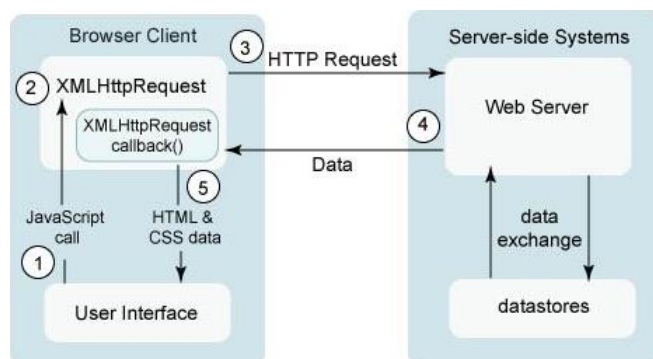 Browser Client
Server-side Systems
3
HTTP Request
2
XMLHttpRequest
XMLHttpRequest
callback()
Web Server
4
Data
5
JavaScript
call
HTML &
CSS data
data
exchange
1
User Interface
datastores